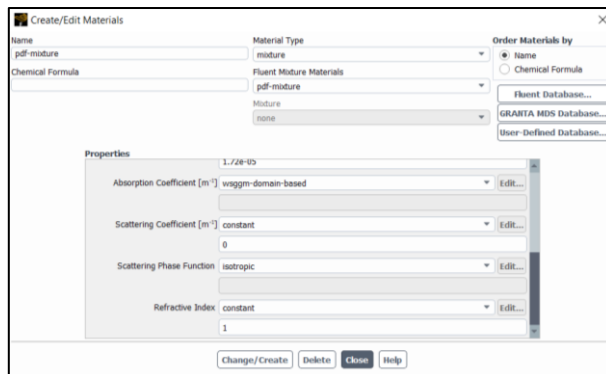 Create/Edit Materials
Name
Material Type
Order Materials by
pdf-mixture
mixture
Name
Chemical Formula
Chemical Formula
Fluent Mixture Materials
pdf-mixture
Fluent Database...
Mixture
none
GRANTA MDS Database...
User-Defined Database...
Properties
1.72e-05
Absorption Coefficient [m⁻¹] wsggm-domain-based Edit...
Scattering Coefficient [m⁻¹] constant Edit...
0
Scattering Phase Function isotropic Edit...
Refractive Index constant Edit...
1
Change/Create Delete Close Help